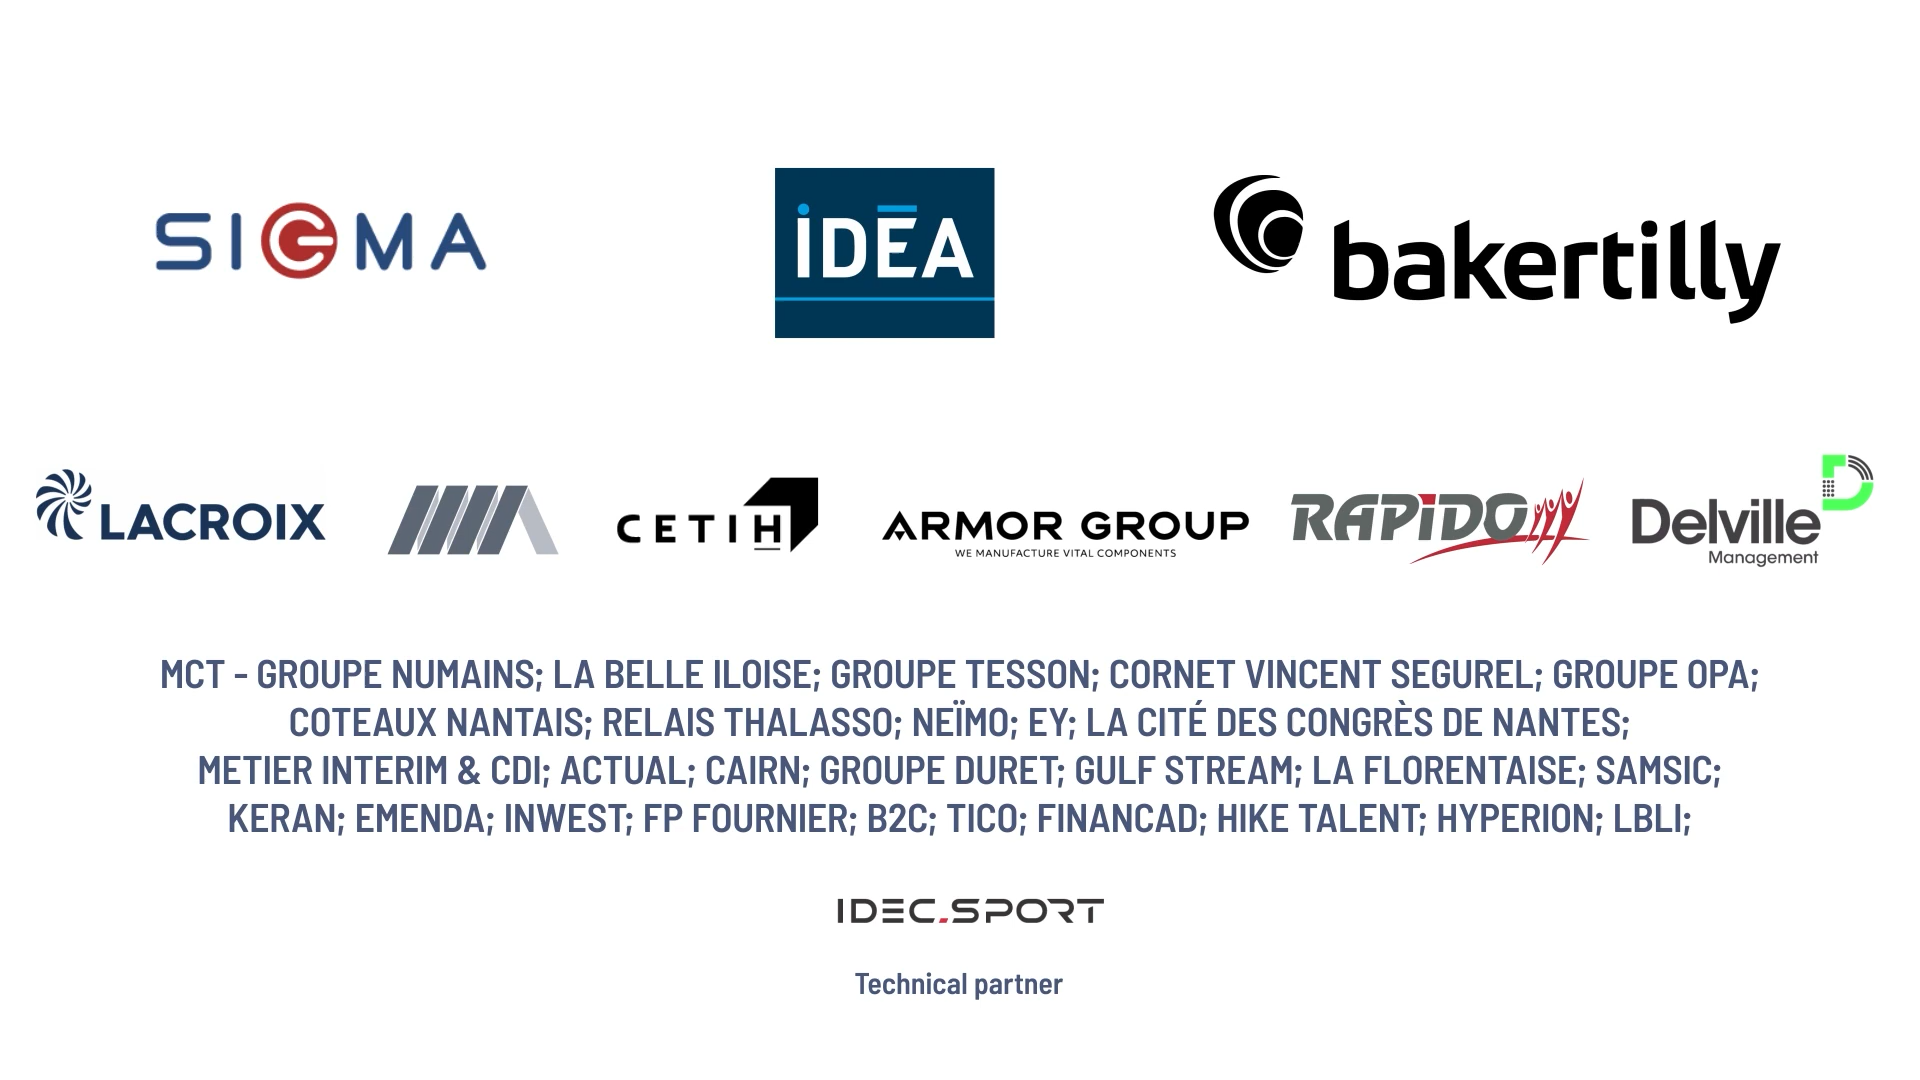 SIGMA
iDEA
bakertilly
LACROIX
CETIH
ARMOR GROUP
WE MANUFACTURE VITAL COMPONENTS
RAPiDO
Delville
Management
MCT - GROUPE NUMAINS; LA BELLE ILOISE; GROUPE TESSON; CORNET VINCENT SEGUREL; GROUPE OPA;
COTEAUX NANTAIS; RELAIS THALASSO; NEÏMO; EY; LA CITÉ DES CONGRÈS DE NANTES;
METIER INTERIM & CDI; ACTUAL; CAIRN; GROUPE DURET; GULF STREAM; LA FLORENTAISE; SAMSIC;
KERAN; EMENDA; INWEST; FP FOURNIER; B2C; TICO; FINANCAD; HIKE TALENT; HYPERION; LBLI;
IDEC.SPORT
Technical partner